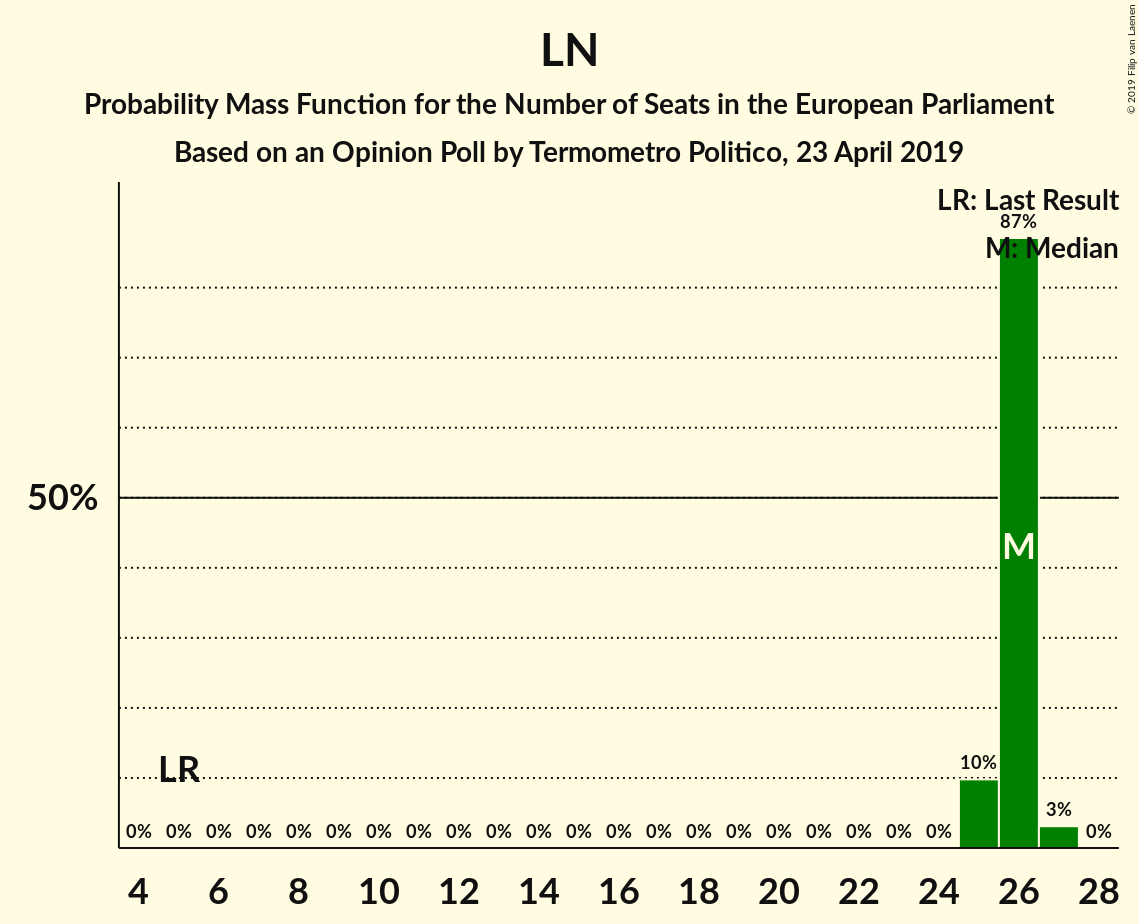 LN
Probability Mass Function for the Number of Seats in the European Parliament
Based on an Opinion Poll by Termometro Politico, 23 April 2019
© 2019 Filip van Laenen
LR: Last Result
87%
M: Median
50%
M
LR
10%
3%
0% 0% 0% 0% 0% 0% 0% 0% 0% 0% 0% 0% 0% 0% 0% 0% 0% 0% 0% 0% 0% 0%
4 6 8 10 12 14 16 18 20 22 24 26 28